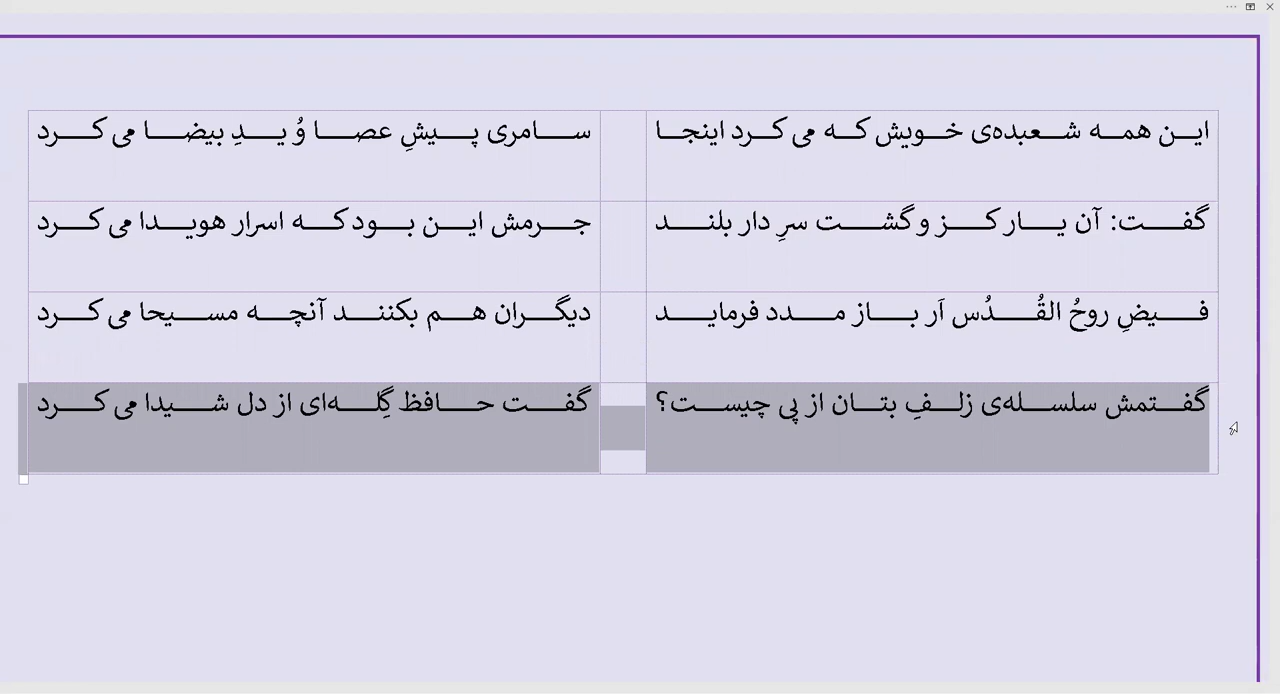 این همه شعبده‌ی خویش که می کرد اینجا
سامری پیشِ عصا وُ یدِ بیضا می کرد
گفت: آن یار کز و گشت سرِ دار بلند
جرمش این بود که اسرار هویدا می کرد
فیضِ روحُ القُدُس اَر باز مدد فرماید
دیگران هم بکنند آنچه مسیحا می کرد
گفتمش سلسله‌ی زلفِ بتان از پی چیست؟
گفت حافظ گِله‌ای از دل شیدا می کرد